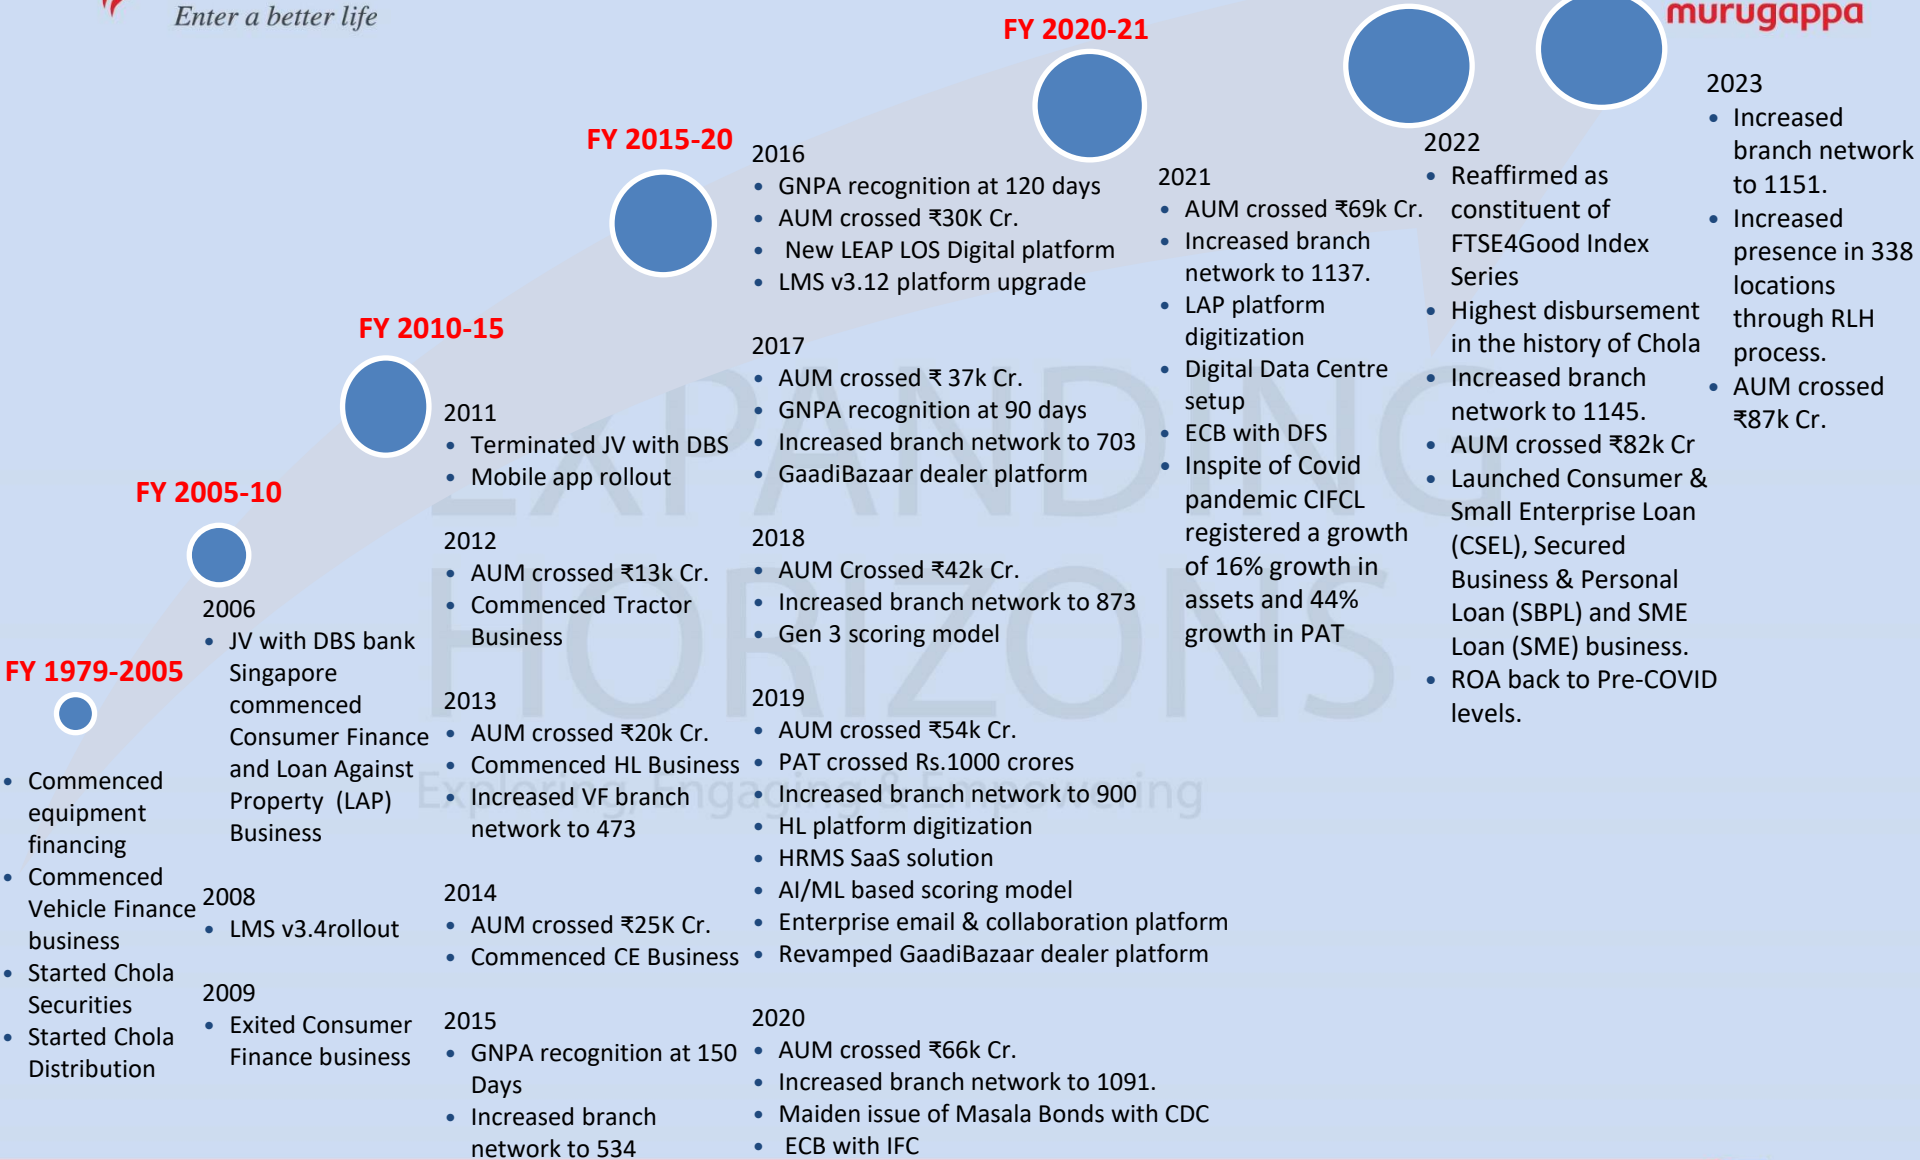 Enter a better life
murugappa
FY 1979-2005
• Commenced
equipment
financing
• Commenced
Vehicle Finance
business
• Started Chola
Securities
• Started Chola
Distribution
FY 2005-10
2006
• JV with DBS bank
Singapore
commenced
Consumer Finance
and Loan Against
Property (LAP)
Business
2008
• LMS v3.4rollout
2009
• Exited Consumer
Finance business
FY 2010-15
2011
• Terminated JV with DBS
• Mobile app rollout
2012
• AUM crossed ₹13k Cr.
• Commenced Tractor
Business
2013
• AUM crossed ₹20k Cr.
• Commenced HL Business
• Increased VF branch
network to 473
2014
• AUM crossed ₹25K Cr.
• Commenced CE Business
2015
• GNPA recognition at 150
Days
• Increased branch
network to 534
FY 2015-20
2016
• GNPA recognition at 120 days
• AUM crossed ₹30K Cr.
• New LEAP LOS Digital platform
• LMS v3.12 platform upgrade
2017
• AUM crossed ₹ 37k Cr.
• GNPA recognition at 90 days
• Increased branch network to 703
• GaadiBazaar dealer platform
2018
• AUM Crossed ₹42k Cr.
• Increased branch network to 873
• Gen 3 scoring model
2019
• AUM crossed ₹54k Cr.
• PAT crossed Rs.1000 crores
• Increased branch network to 900
• HL platform digitization
• HRMS SaaS solution
• AI/ML based scoring model
• Enterprise email & collaboration platform
• Revamped GaadiBazaar dealer platform
2020
• AUM crossed ₹66k Cr.
• Increased branch network to 1091.
• Maiden issue of Masala Bonds with CDC
• ECB with IFC
FY 2020-21
2021
• AUM crossed ₹69k Cr.
• Increased branch
network to 1137.
• LAP platform
digitization
• Digital Data Centre
setup
• ECB with DFS
• Inspite of Covid
pandemic CIFCL
registered a growth
of 16% growth in
assets and 44%
growth in PAT
2022
• Reaffirmed as
constituent of
FTSE4Good Index
Series
• Highest disbursement
in the history of Chola
• Increased branch
network to 1145.
• AUM crossed ₹82k Cr
• Launched Consumer &
Small Enterprise Loan
(CSEL), Secured
Business & Personal
Loan (SBPL) and SME
Loan (SME) business.
• ROA back to Pre-COVID
levels.
2023
• Increased
branch network
to 1151.
• Increased
presence in 338
locations
through RLH
process.
• AUM crossed
₹87k Cr.
EXPANDING
HORIZONS
Exploring, Engaging & Empowering